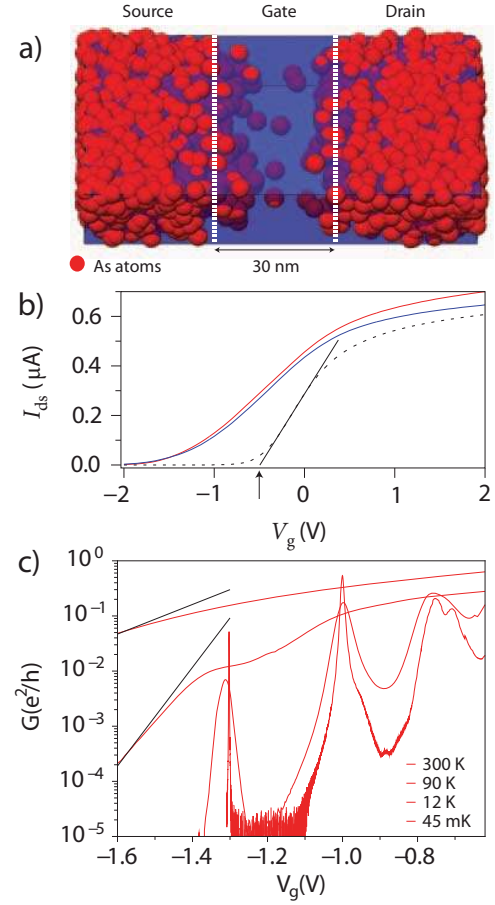 Source Gate Drain
a)
As atoms 30 nm
b)
0.6
0.4
0.2
0.0
I_ds (μA)
−2 −1 0 1 2
V_g (V)
c)
10^0
10^-1
10^-2
10^-3
10^-4
10^-5
G(e^2/h)
300 K
90 K
12 K
45 mK
−1.6 −1.4 −1.2 −1.0 −0.8
V_g(V)